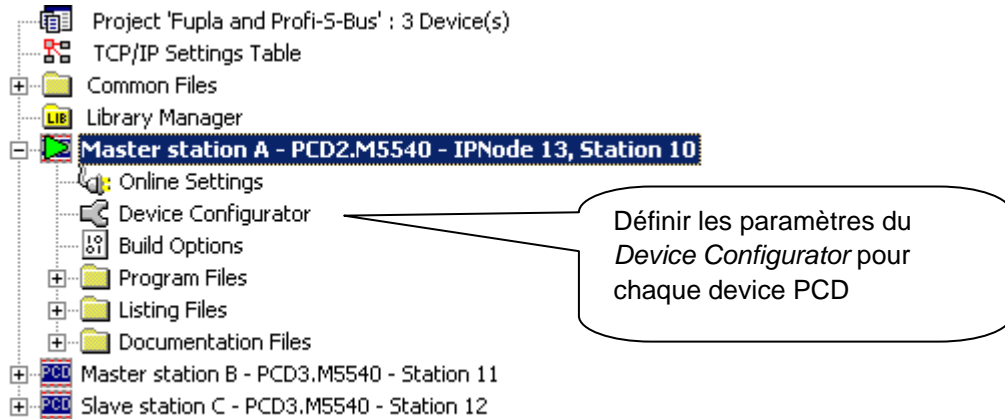 Project 'Fupla and Profi-S-Bus' : 3 Device(s)
TCP/IP Settings Table
Common Files
LIB Library Manager
Master station A - PCD2.M5540 - IPNode 13, Station 10
Online Settings
Device Configurator
Build Options
Program Files
Listing Files
Documentation Files
PCD Master station B - PCD3.M5540 - Station 11
PCD Slave station C - PCD3.M5540 - Station 12
Définir les paramètres du
Device Configurator pour
chaque device PCD